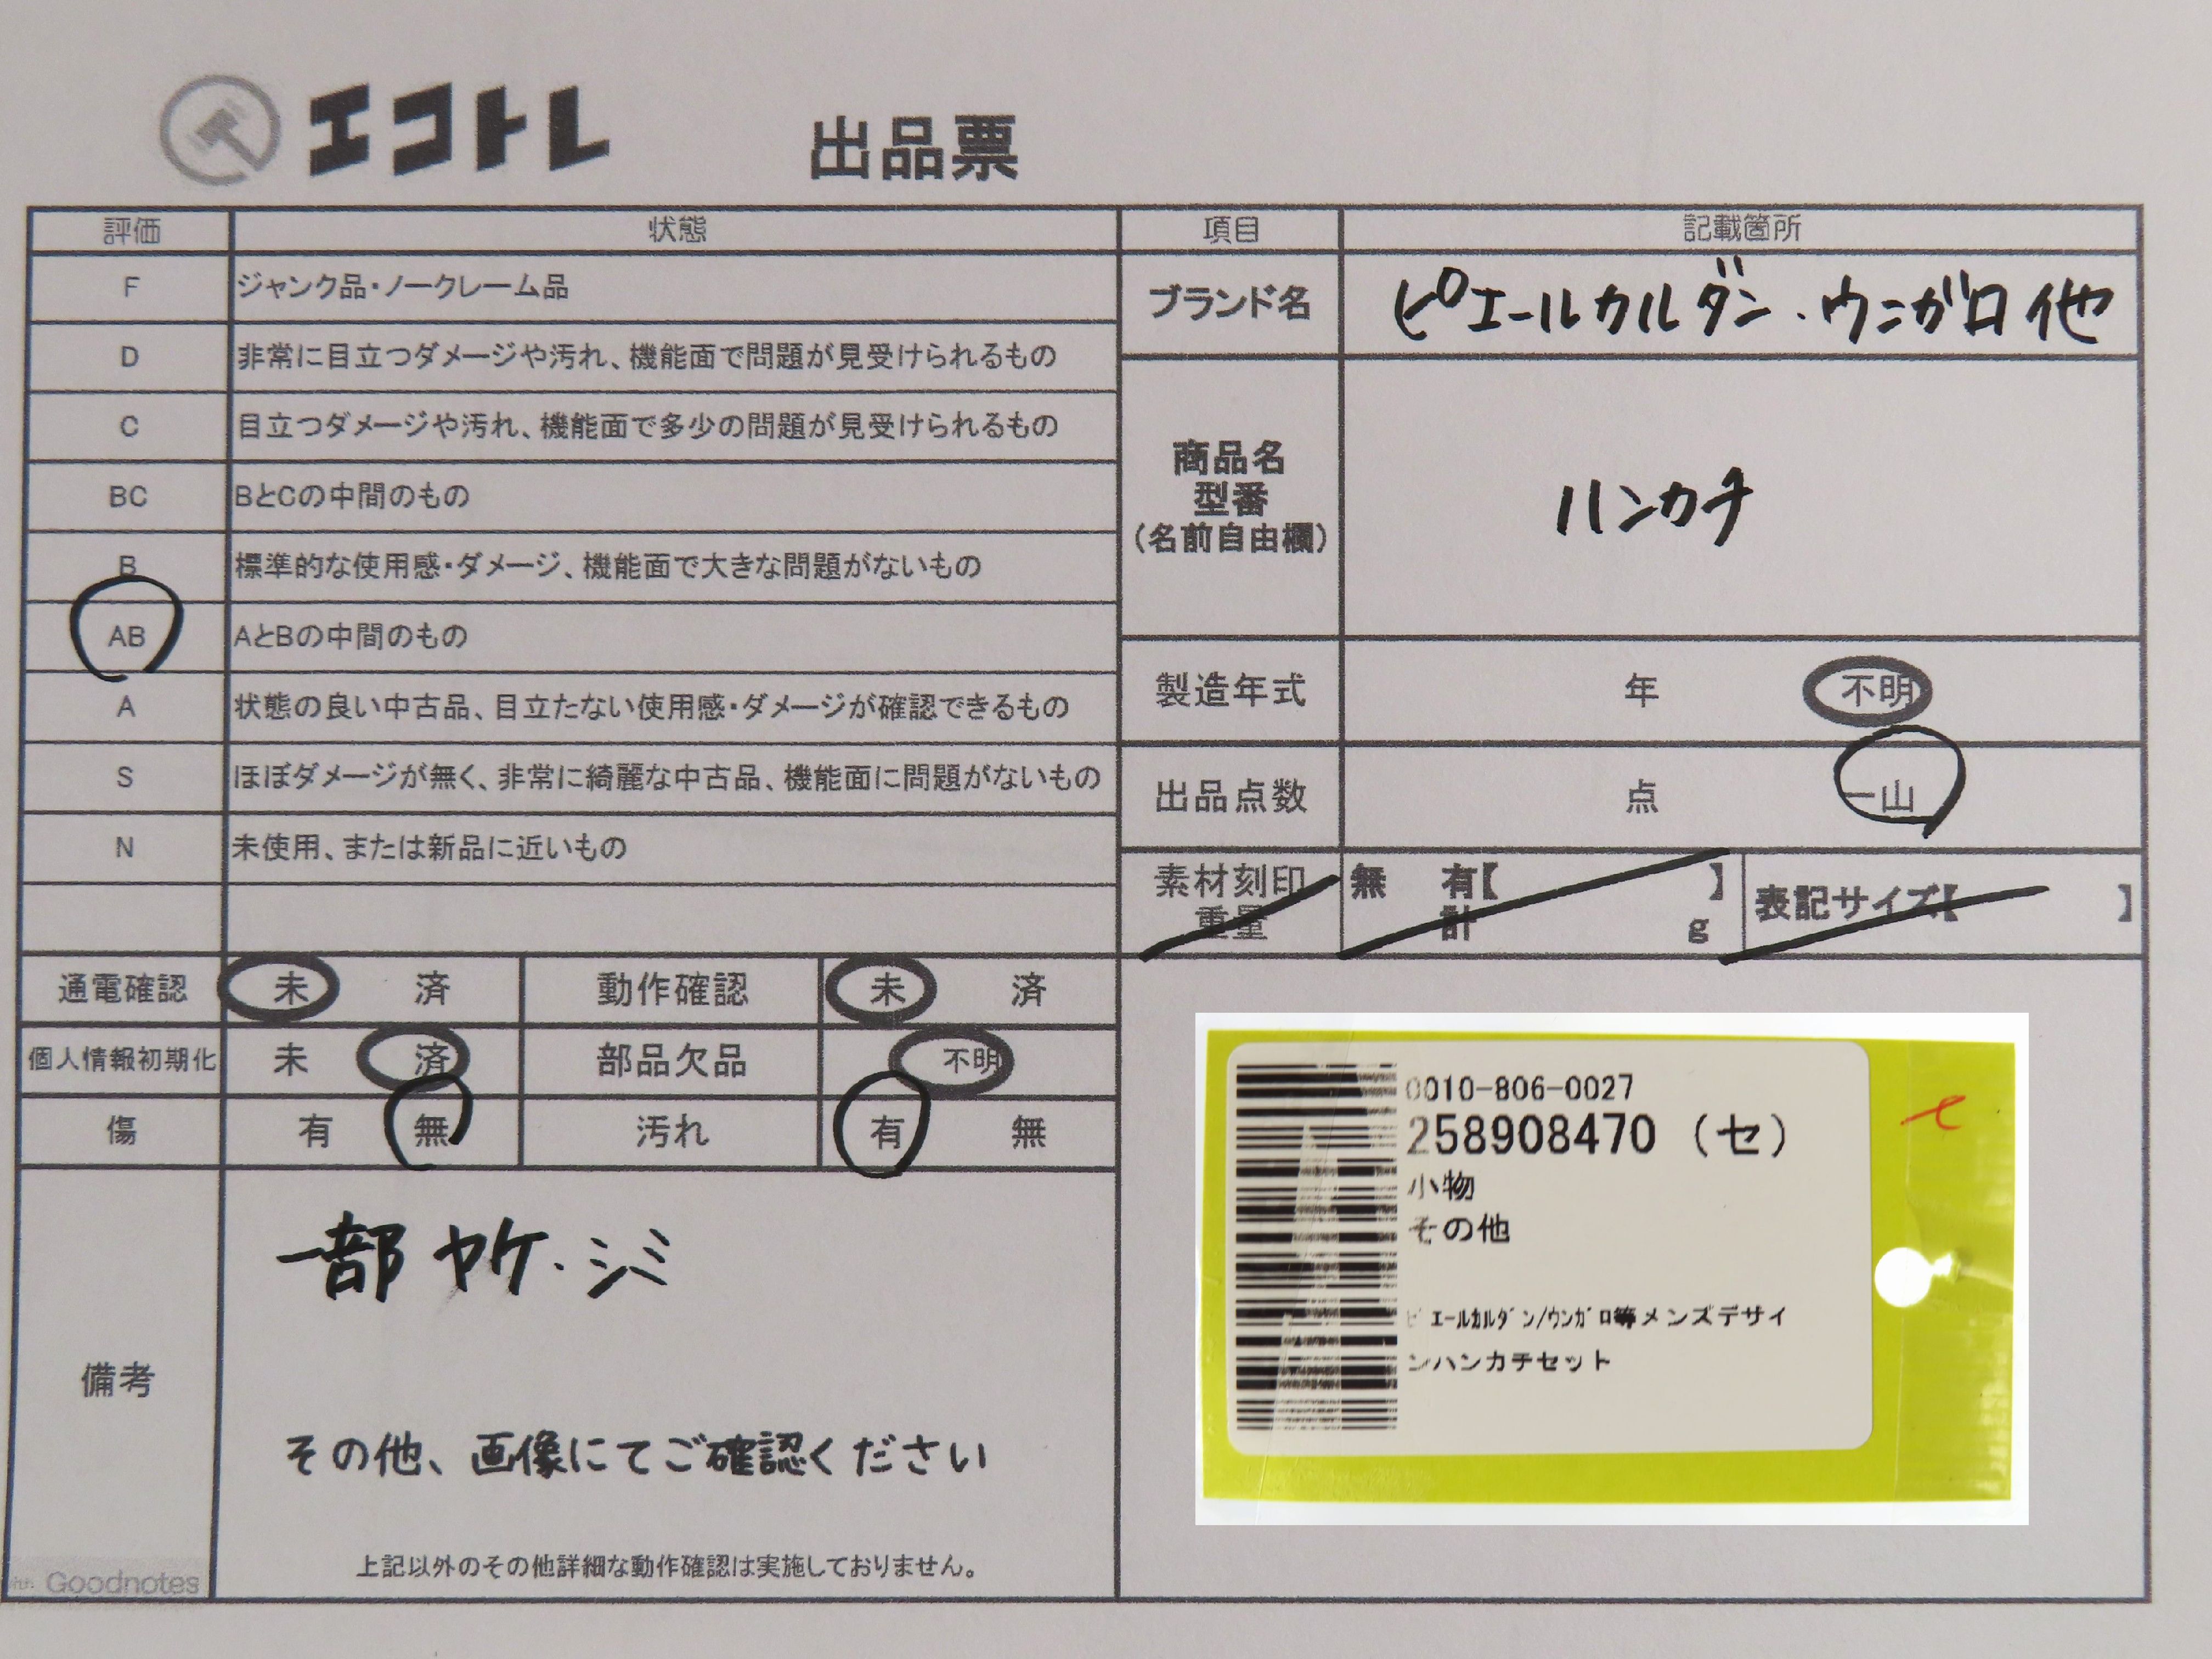 エコトレ 出品票
評価 状態
F ジャンク品・ノークレーム品
D 非常に目立つダメージや汚れ、機能面で問題が見受けられるもの
C 目立つダメージや汚れ、機能面で多少の問題が見受けられるもの
BC BとCの中間のもの
B 標準的な使用感・ダメージ、機能面で大きな問題がないもの
AB AとBの中間のもの
A 状態の良い中古品、目立たない使用感・ダメージが確認できるもの
S ほぼダメージが無く、非常に綺麗な中古品、機能面に問題がないもの
N 未使用、または新品に近いもの
通電確認 未 済 動作確認 未 済
個人情報初期化 未 済 部品欠品 不明
傷 有 無 汚れ 有 無
備考
一部 ヤケ・シミ
その他、画像にてご確認ください
上記以外のその他詳細な動作確認は実施しておりません。
Goodnotes
項目 記載箇所
ブランド名 ピエールカルダン・ウンガロ 他
商品名
型番
(名前自由欄)
ハンカチ
製造年式 年 不明
出品点数 点 一山
素材刻印 無 有【 】 表記サイズ【 】
重量 計 g
0010-806-0027
258908470 (セ)
小物
その他
ピエールカルダン/ウンガロ等メンズデザイ
ンハンカチセット